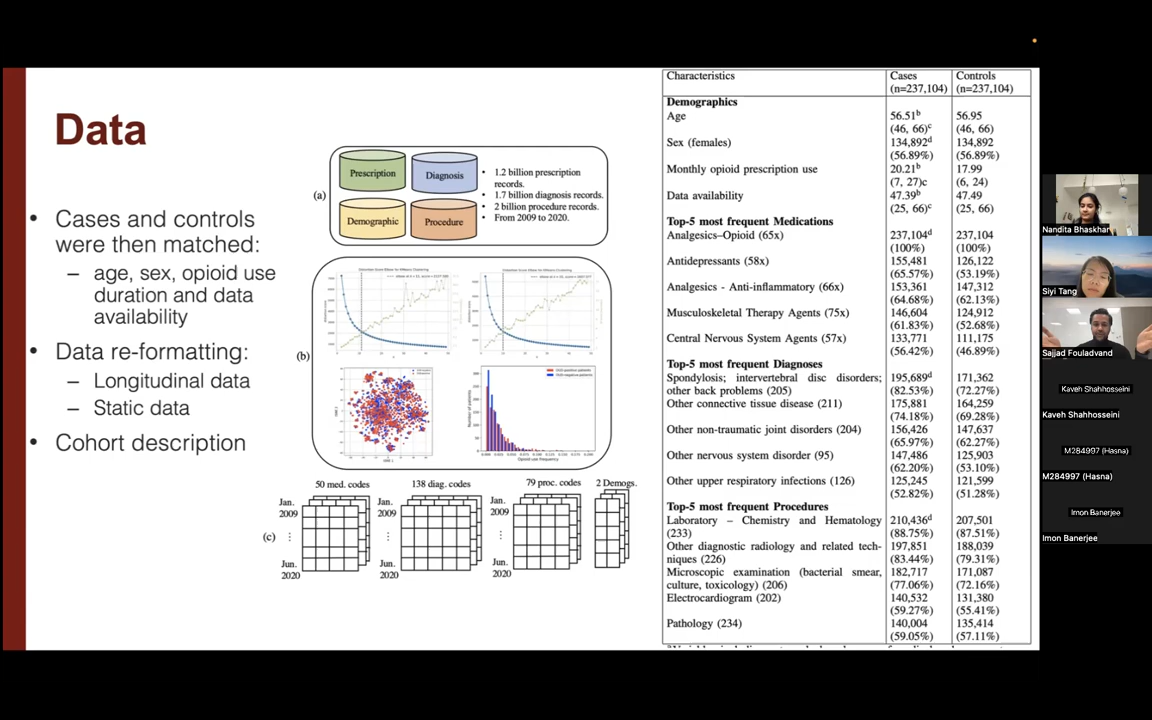 Data
• Cases and controls
were then matched:
– age, sex, opioid use
duration and data
availability
• Data re-formatting:
– Longitudinal data
– Static data
• Cohort description
(a)
Prescription
Diagnosis
Demographic
Procedure
• 1.2 billion prescription
records.
• 1.7 billion diagnosis records.
• 2 billion procedure records.
• From 2009 to 2020.
(b)
Number of patients
Opioid use frequency
(c)
50 med. codes
138 diag. codes
79 proc. codes
2 Demogs.
Jan.
2009
Jun.
2020
Jan.
2009
Jun.
2020
Jan.
2009
Jun.
2020
Characteristics Cases Controls
(n=237,104) (n=237,104)
Demographics
Age 56.51b 56.95
(46, 66)c (46, 66)
Sex (females) 134,892d 134,892
(56.89%) (56.89%)
Monthly opioid prescription use 20.21b 17.99
(7, 27)c (6, 24)
Data availability 47.39b 47.49
(25, 66)c (25, 66)
Top-5 most frequent Medications
Analgesics–Opioid (65x) 237,104d 237,104
(100%) (100%)
Antidepressants (58x) 155,481 126,122
(65.57%) (53.19%)
Analgesics - Anti-inflammatory (66x) 153,361 147,312
(64.68%) (62.13%)
Musculoskeletal Therapy Agents (75x) 146,604 124,912
(61.83%) (52.68%)
Central Nervous System Agents (57x) 133,771 111,175
(56.42%) (46.89%)
Top-5 most frequent Diagnoses
Spondylosis; intervertebral disc disorders; 195,689d 171,362
other back problems (205) (82.53%) (72.27%)
Other connective tissue disease (211) 175,881 164,259
(74.18%) (69.28%)
Other non-traumatic joint disorders (204) 156,426 147,637
(65.97%) (62.27%)
Other nervous system disorder (95) 147,486 125,903
(62.20%) (53.10%)
Other upper respiratory infections (126) 125,245 121,599
(52.82%) (51.28%)
Top-5 most frequent Procedures
Laboratory – Chemistry and Hematology 210,436d 207,501
(233) (88.75%) (87.51%)
Other diagnostic radiology and related tech- 197,851 188,039
niques (226) (83.44%) (79.31%)
Microscopic examination (bacterial smear, 182,717 171,087
culture, toxicology) (206) (77.06%) (72.16%)
Electrocardiogram (202) 140,532 131,380
(59.27%) (55.41%)
Pathology (234) 140,004 135,414
(59.05%) (57.11%)
Nandita Bhaskhar
Siyi Tang
Sajjad Fouladvand
Kaveh Shahhosseini
Kaveh Shahhosseini
M284997 (Hasna)
M284997 (Hasna)
Imon Banerjee
Imon Banerjee